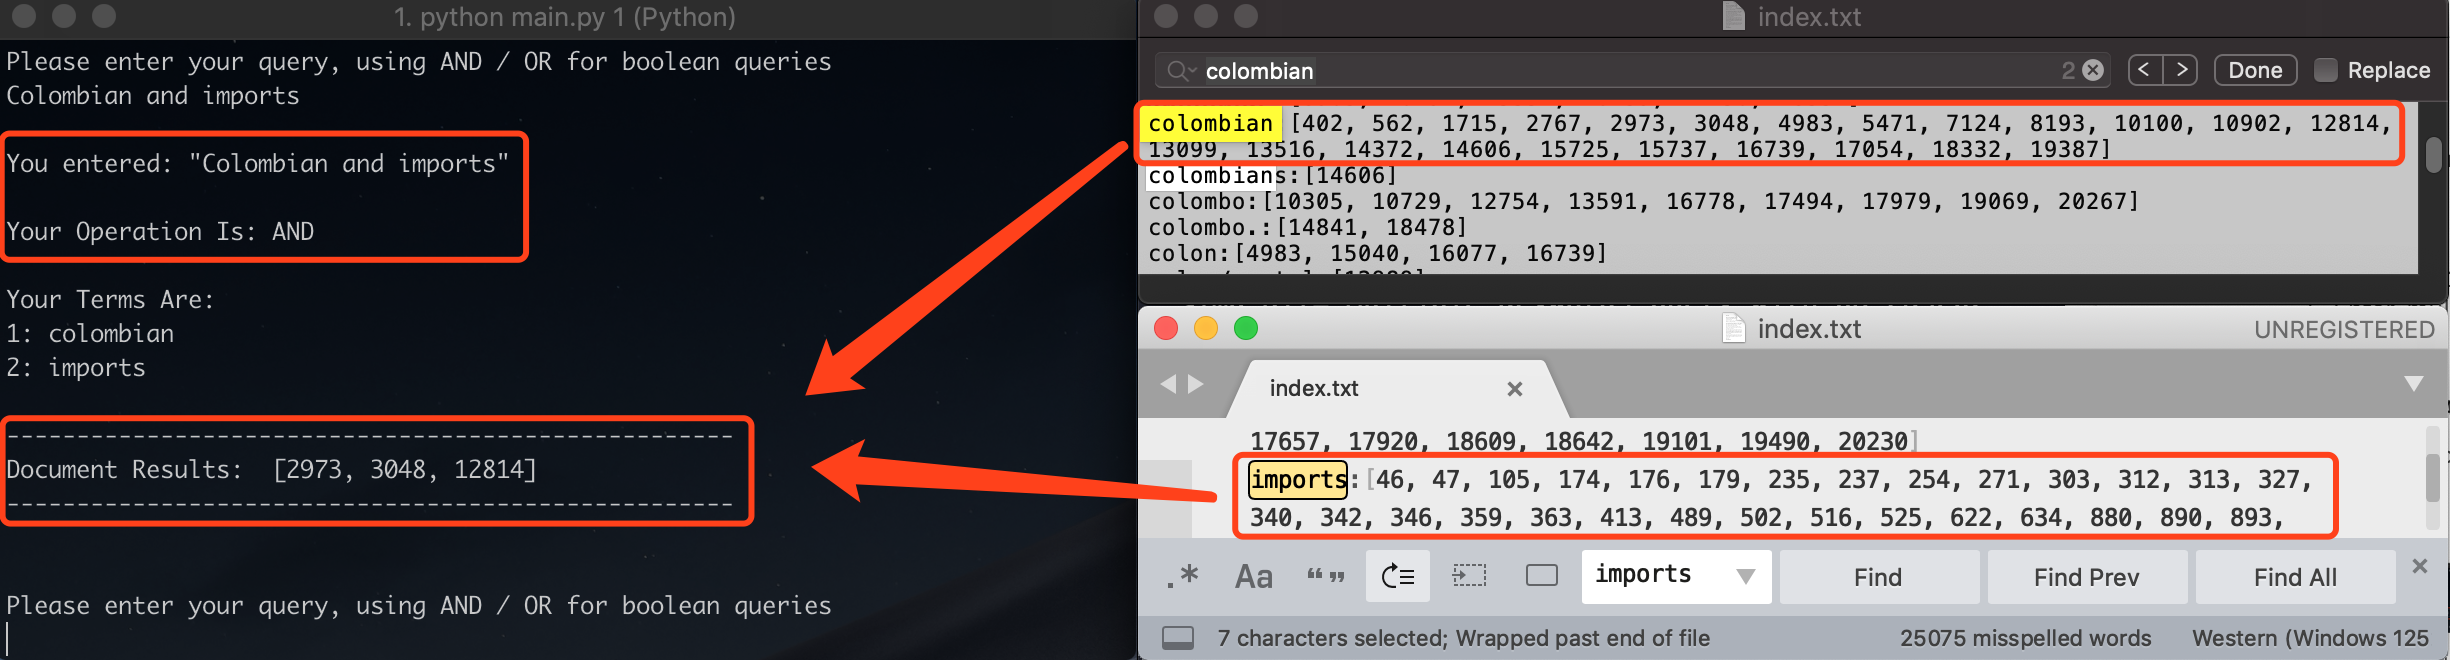 1. python main.py 1 (Python)
Please enter your query, using AND / OR for boolean queries
Colombian and imports
You entered: "Colombian and imports"
Your Operation Is: AND
Your Terms Are:
1: colombian
2: imports
----------------------------------------------------
Document Results:  [2973, 3048, 12814]
----------------------------------------------------
Please enter your query, using AND / OR for boolean queries
index.txt
colombian 2 < > Done Replace
colombian [402, 562, 1715, 2767, 2973, 3048, 4983, 5471, 7124, 8193, 10100, 10902, 12814,
13099, 13516, 14372, 14606, 15725, 15737, 16739, 17054, 18332, 19387]
colombians:[14606]
colombo:[10305, 10729, 12754, 13591, 16778, 17494, 17979, 19069, 20267]
colombo.:[14841, 18478]
colon:[4983, 15040, 16077, 16739]
index.txt UNREGISTERED
index.txt ×
17657, 17920, 18609, 18642, 19101, 19490, 20230]
imports:[46, 47, 105, 174, 176, 179, 235, 237, 254, 271, 303, 312, 313, 327,
340, 342, 346, 359, 363, 413, 489, 502, 516, 525, 622, 634, 880, 890, 893,
.* Aa “” imports Find Find Prev Find All ×
7 characters selected; Wrapped past end of file 25075 misspelled words Western (Windows 125